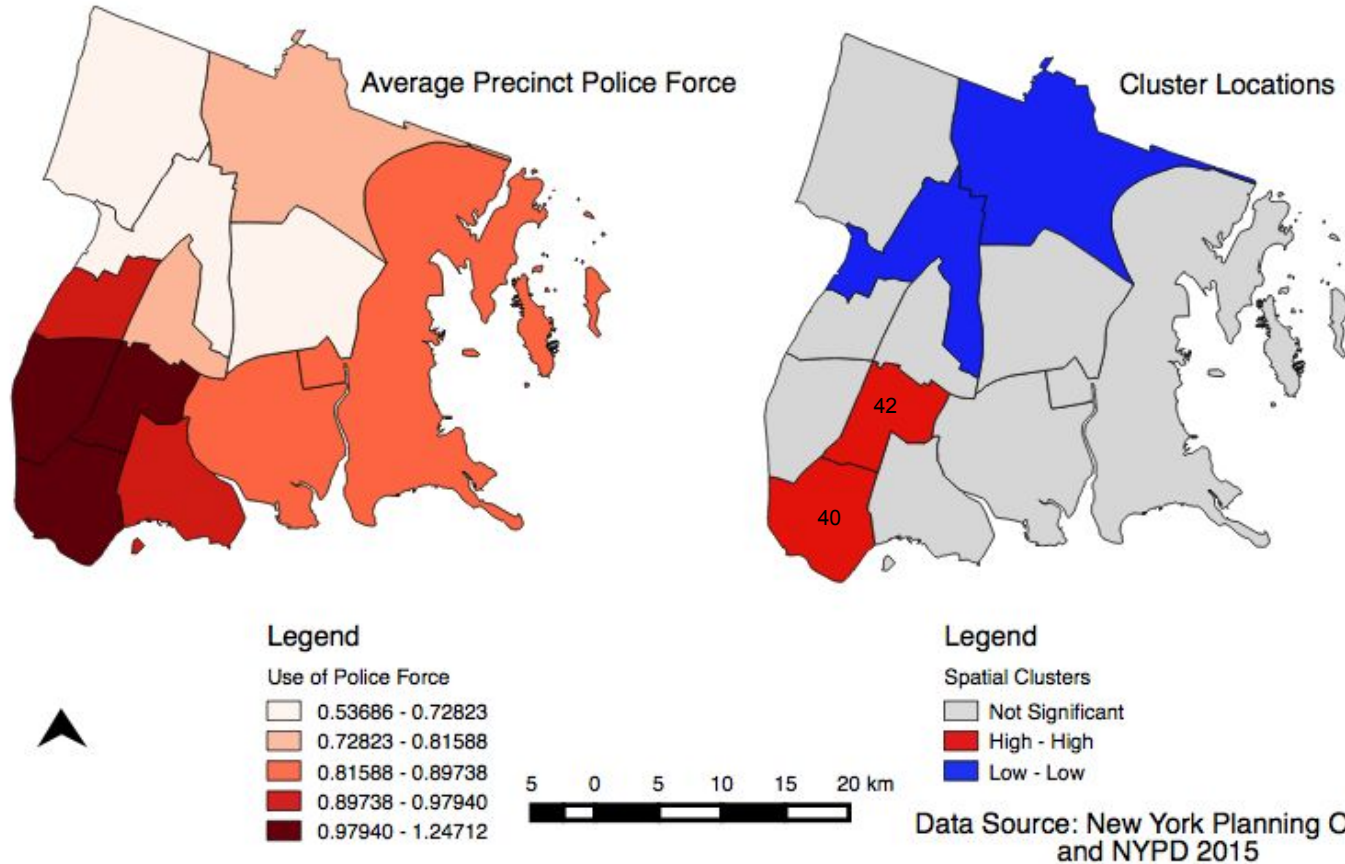 Average Precinct Police Force
Cluster Locations
42
40
Legend
Use of Police Force
0.53686 - 0.72823
0.72823 - 0.81588
0.81588 - 0.89738
0.89738 - 0.97940
0.97940 - 1.24712
5 0 5 10 15 20 km
Legend
Spatial Clusters
Not Significant
High - High
Low - Low
Data Source: New York Planning
and NYPD 2015